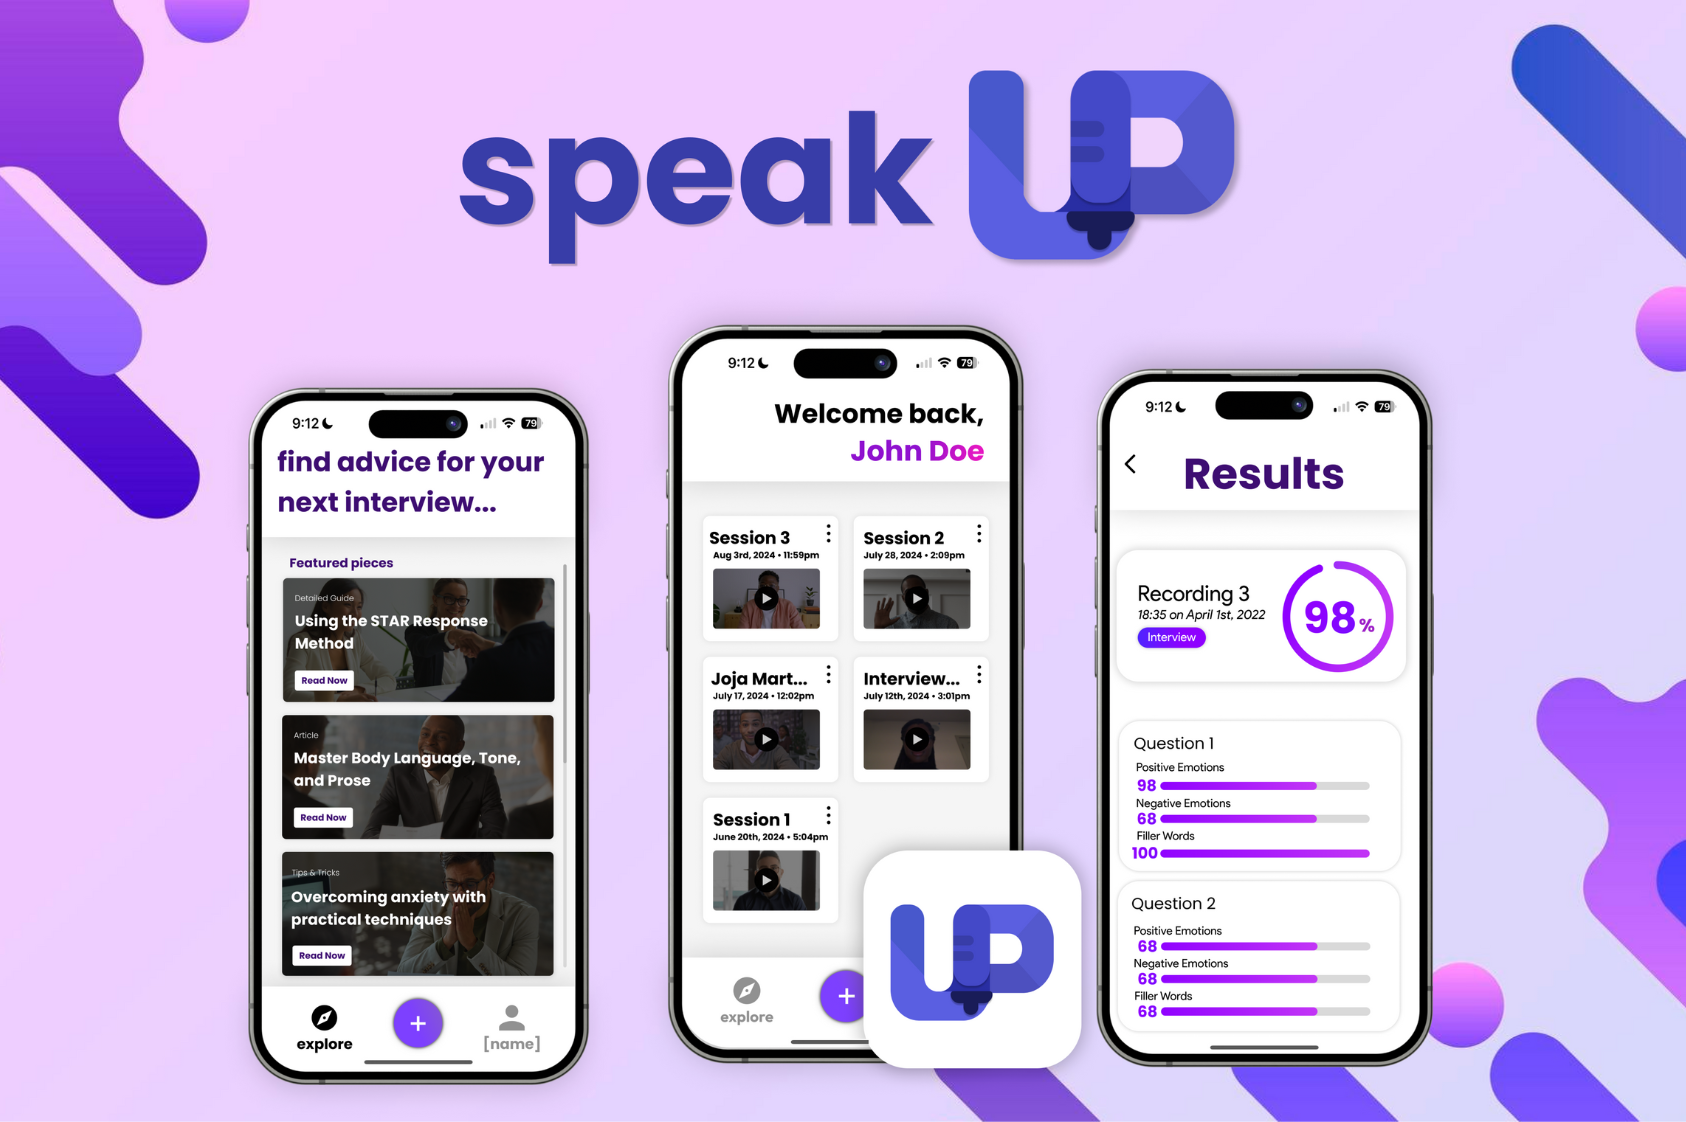 speak UP
9:12
79
find advice for your
next interview...
Featured pieces
Detailed Guide
Using the STAR Response
Method
Read Now
Article
Master Body Language, Tone,
and Prose
Read Now
Tips & Tricks
Overcoming anxiety with
practical techniques
Read Now
explore
+
[name]
9:12
79
Welcome back,
John Doe
Session 3
Aug 3rd, 2024 • 11:59pm
Session 2
July 28, 2024 • 2:09pm
Joja Mart...
July 17, 2024 • 12:02pm
Interview...
July 12th, 2024 • 3:01pm
Session 1
June 20th, 2024 • 5:04pm
explore
+
UP
9:12
79
Results
Recording 3
18:35 on April 1st, 2022
Interview
98%
Question 1
Positive Emotions
98
Negative Emotions
68
Filler Words
100
Question 2
Positive Emotions
68
Negative Emotions
68
Filler Words
68